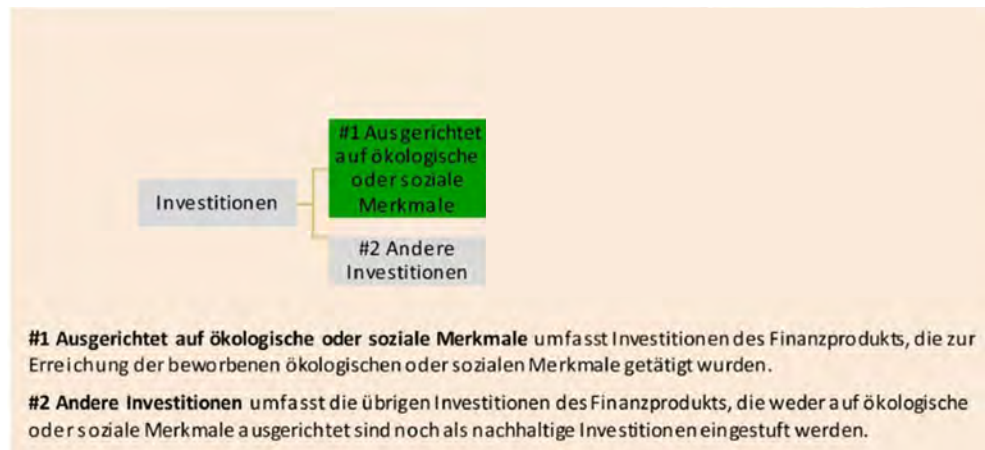 #1 Ausgerichtet
auf ökologische
oder soziale
Merkmale
Investitionen
#2 Andere
Investitionen
#1 Ausgerichtet auf ökologische oder soziale Merkmale umfasst Investitionen des Finanzprodukts, die zur
Erreichung der beworbenen ökologischen oder sozialen Merkmale getätigt wurden.
#2 Andere Investitionen umfasst die übrigen Investitionen des Finanzprodukts, die weder auf ökologische
oder soziale Merkmale ausgerichtet sind noch als nachhaltige Investitionen eingestuft werden.